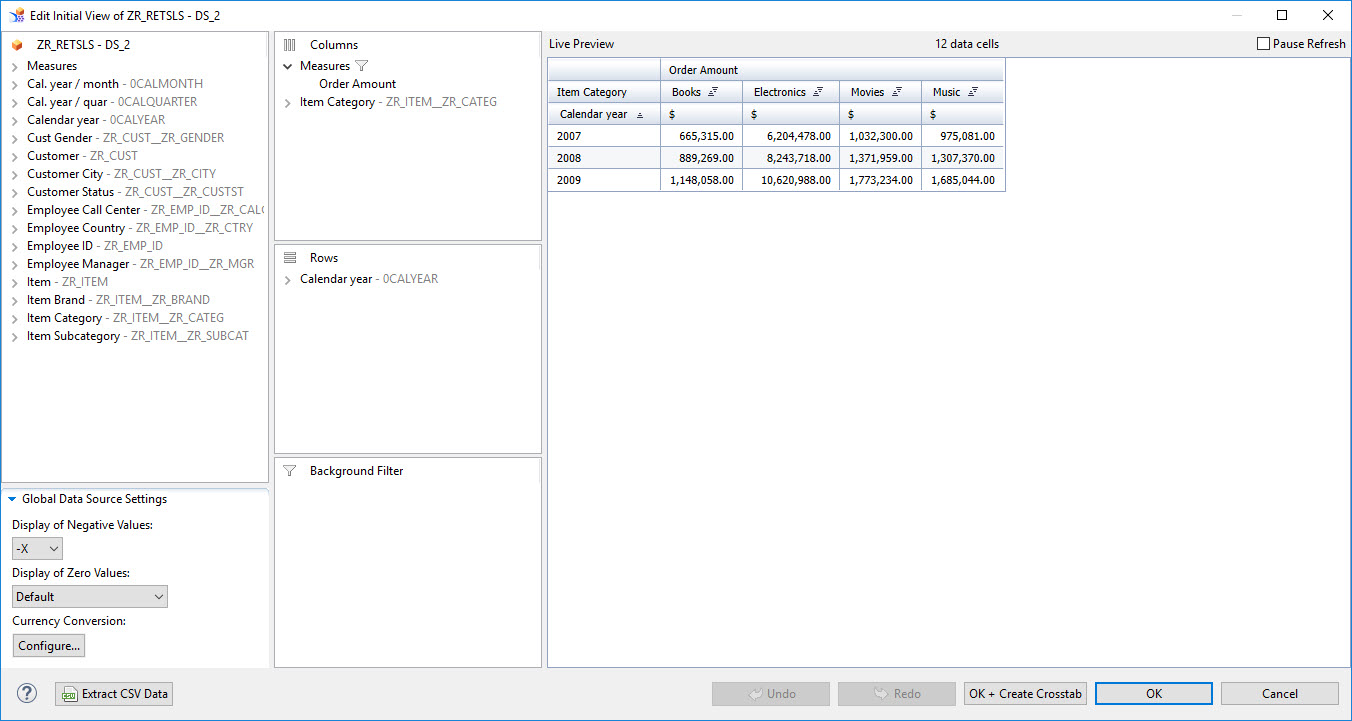 Edit Initial View of ZR_RETSLS - DS_2
ZR_RETSLS - DS_2
Measures
Cal. year / month - 0CALMONTH
Cal. year / quar - 0CALQUARTER
Calendar year - 0CALYEAR
Cust Gender - ZR_CUST__ZR_GENDER
Customer - ZR_CUST
Customer City - ZR_CUST__ZR_CITY
Customer Status - ZR_CUST__ZR_CUSTST
Employee Call Center - ZR_EMP_ID__ZR_CALC
Employee Country - ZR_EMP_ID__ZR_CTRY
Employee ID - ZR_EMP_ID
Employee Manager - ZR_EMP_ID__ZR_MGR
Item - ZR_ITEM
Item Brand - ZR_ITEM__ZR_BRAND
Item Category - ZR_ITEM__ZR_CATEG
Item Subcategory - ZR_ITEM__ZR_SUBCAT
Global Data Source Settings
Display of Negative Values:
-X
Display of Zero Values:
Default
Currency Conversion:
Configure...
Columns
Measures
Order Amount
Item Category - ZR_ITEM__ZR_CATEG
Rows
Calendar year - 0CALYEAR
Background Filter
Live Preview 12 data cells Pause Refresh
Order Amount
Item Category Books Electronics Movies Music
Calendar year $ $ $ $
2007 665,315.00 6,204,478.00 1,032,300.00 975,081.00
2008 889,269.00 8,243,718.00 1,371,959.00 1,307,370.00
2009 1,148,058.00 10,620,988.00 1,773,234.00 1,685,044.00
? Extract CSV Data Undo Redo OK + Create Crosstab OK Cancel